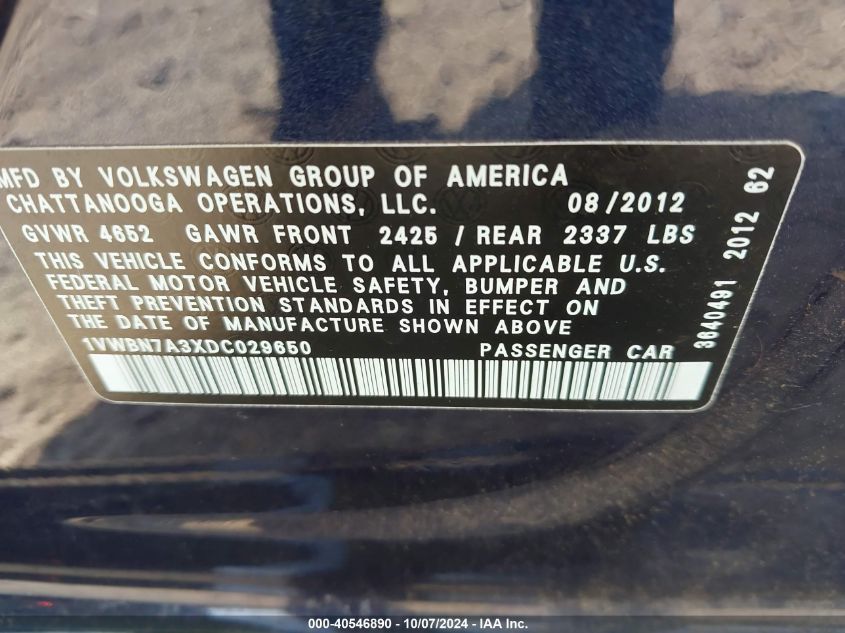 MFD BY VOLKSWAGEN GROUP OF AMERICA
CHATTANOOGA OPERATIONS, LLC. 08/2012
GVWR 4652 GAWR FRONT 2425 / REAR 2337 LBS
THIS VEHICLE CONFORMS TO ALL APPLICABLE U.S.
FEDERAL MOTOR VEHICLE SAFETY, BUMPER AND
THEFT PREVENTION STANDARDS IN EFFECT ON
THE DATE OF MANUFACTURE SHOWN ABOVE
1VWBN7A3XDC029650 PASSENGER CAR
3640491 2012 62
000-40546890 - 10/07/2024 - IAA Inc.